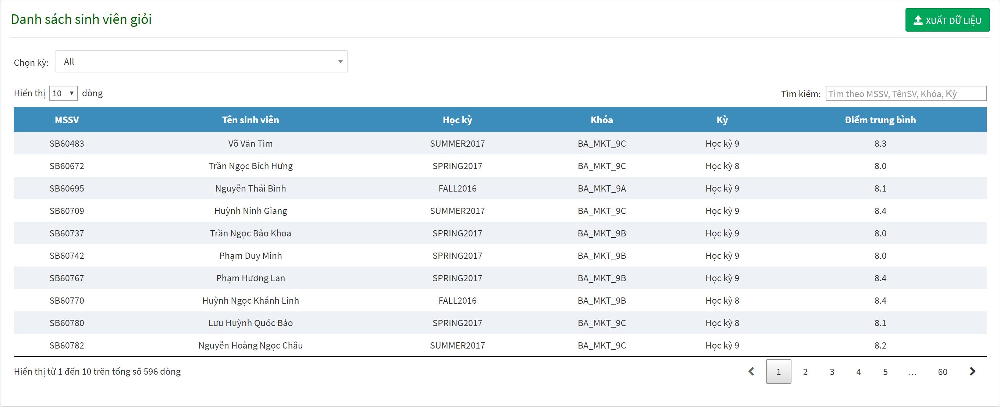 Danh sách sinh viên giỏi
XUẤT DỮ LIỆU
Chọn kỳ: All
Hiển thị 10 dòng
Tìm kiếm: Tìm theo MSSV, TênSV, Khóa, Kỳ
MSSV Tên sinh viên Học kỳ Khóa Kỳ Điểm trung bình
SB60483 Võ Văn Tìm SUMMER2017 BA_MKT_9C Học kỳ 9 8.3
SB60672 Trần Ngọc Bích Hưng SPRING2017 BA_MKT_9C Học kỳ 8 8.0
SB60695 Nguyễn Thái Bình FALL2016 BA_MKT_9A Học kỳ 9 8.1
SB60709 Huỳnh Ninh Giang SUMMER2017 BA_MKT_9C Học kỳ 9 8.4
SB60737 Trần Ngọc Bảo Khoa SPRING2017 BA_MKT_9B Học kỳ 9 8.0
SB60742 Phạm Duy Minh SPRING2017 BA_MKT_9B Học kỳ 9 8.0
SB60767 Phạm Hương Lan SPRING2017 BA_MKT_9B Học kỳ 9 8.4
SB60770 Huỳnh Ngọc Khánh Linh FALL2016 BA_MKT_9B Học kỳ 8 8.4
SB60780 Lưu Huỳnh Quốc Bảo SPRING2017 BA_MKT_9C Học kỳ 8 8.1
SB60782 Nguyễn Hoàng Ngọc Châu SUMMER2017 BA_MKT_9C Học kỳ 9 8.2
Hiển thị từ 1 đến 10 trên tổng số 596 dòng
1 2 3 4 5 ... 60